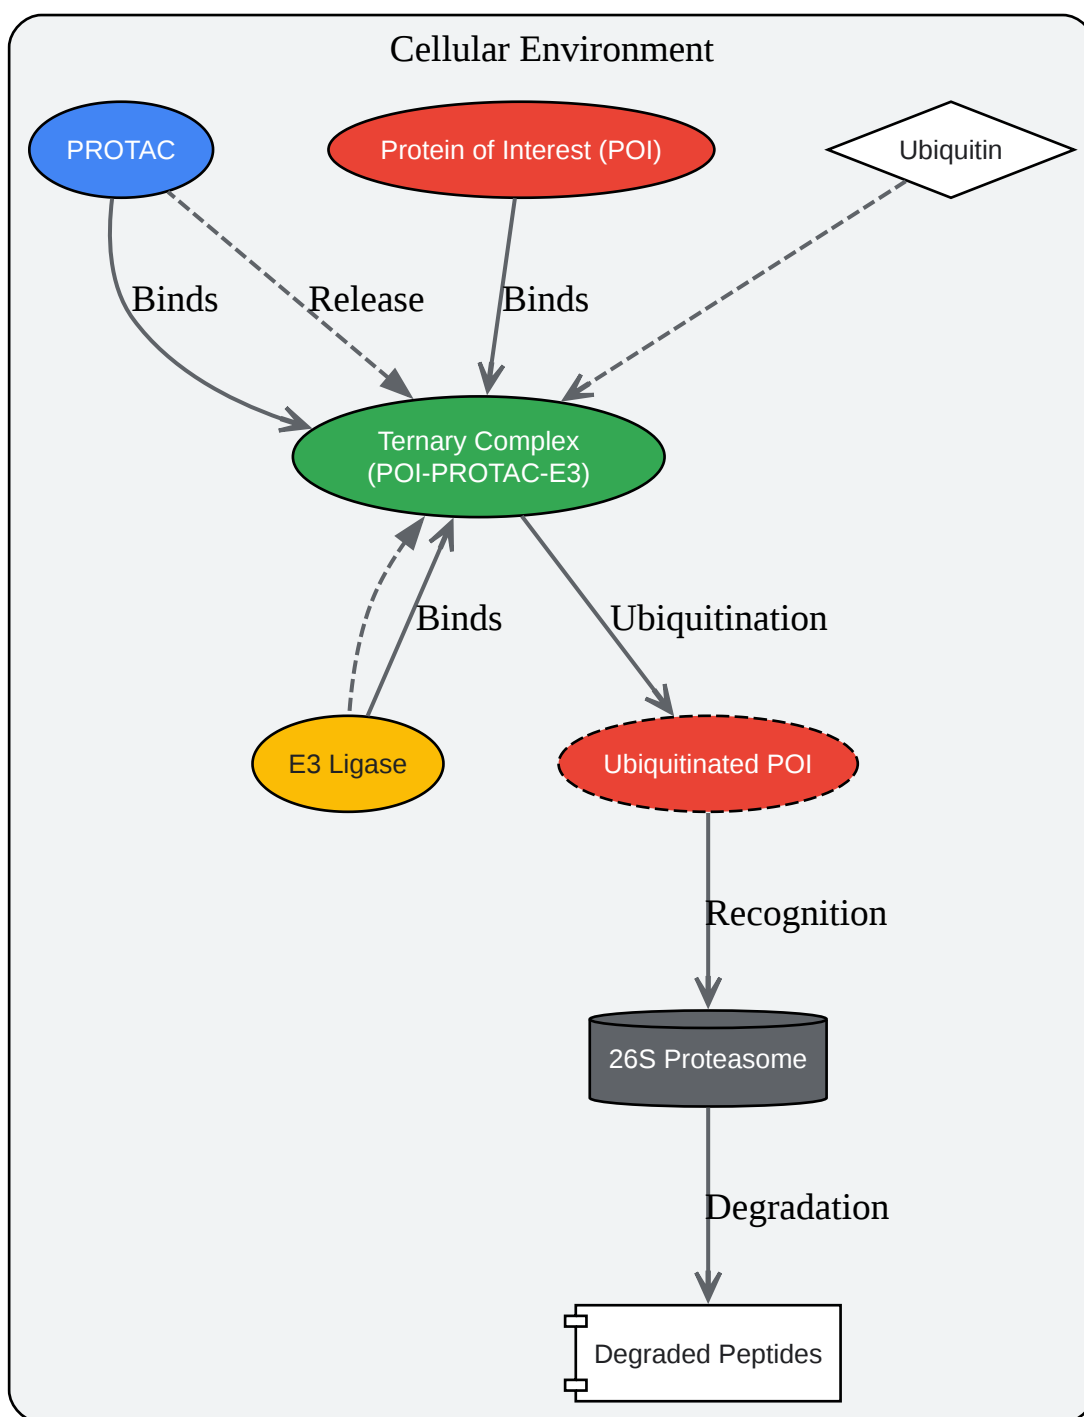 Cellular Environment
PROTAC
Protein of Interest (POI)
Ubiquitin
Binds
Release
Binds
Ternary Complex
(POI-PROTAC-E3)
Binds
Ubiquitination
E3 Ligase
Ubiquitinated POI
Recognition
26S Proteasome
Degradation
Degraded Peptides